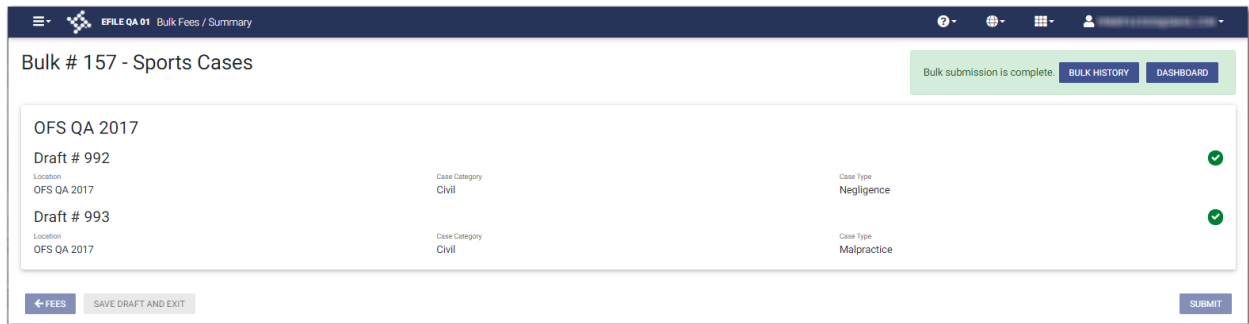 EFILE QA 01 Bulk Fees / Summary
Bulk # 157 - Sports Cases
Bulk submission is complete. BULK HISTORY DASHBOARD
OFS QA 2017
Draft # 992
Location Case Category Case Type
OFS QA 2017 Civil Negligence
Draft # 993
Location Case Category Case Type
OFS QA 2017 Civil Malpractice
FEES SAVE DRAFT AND EXIT SUBMIT